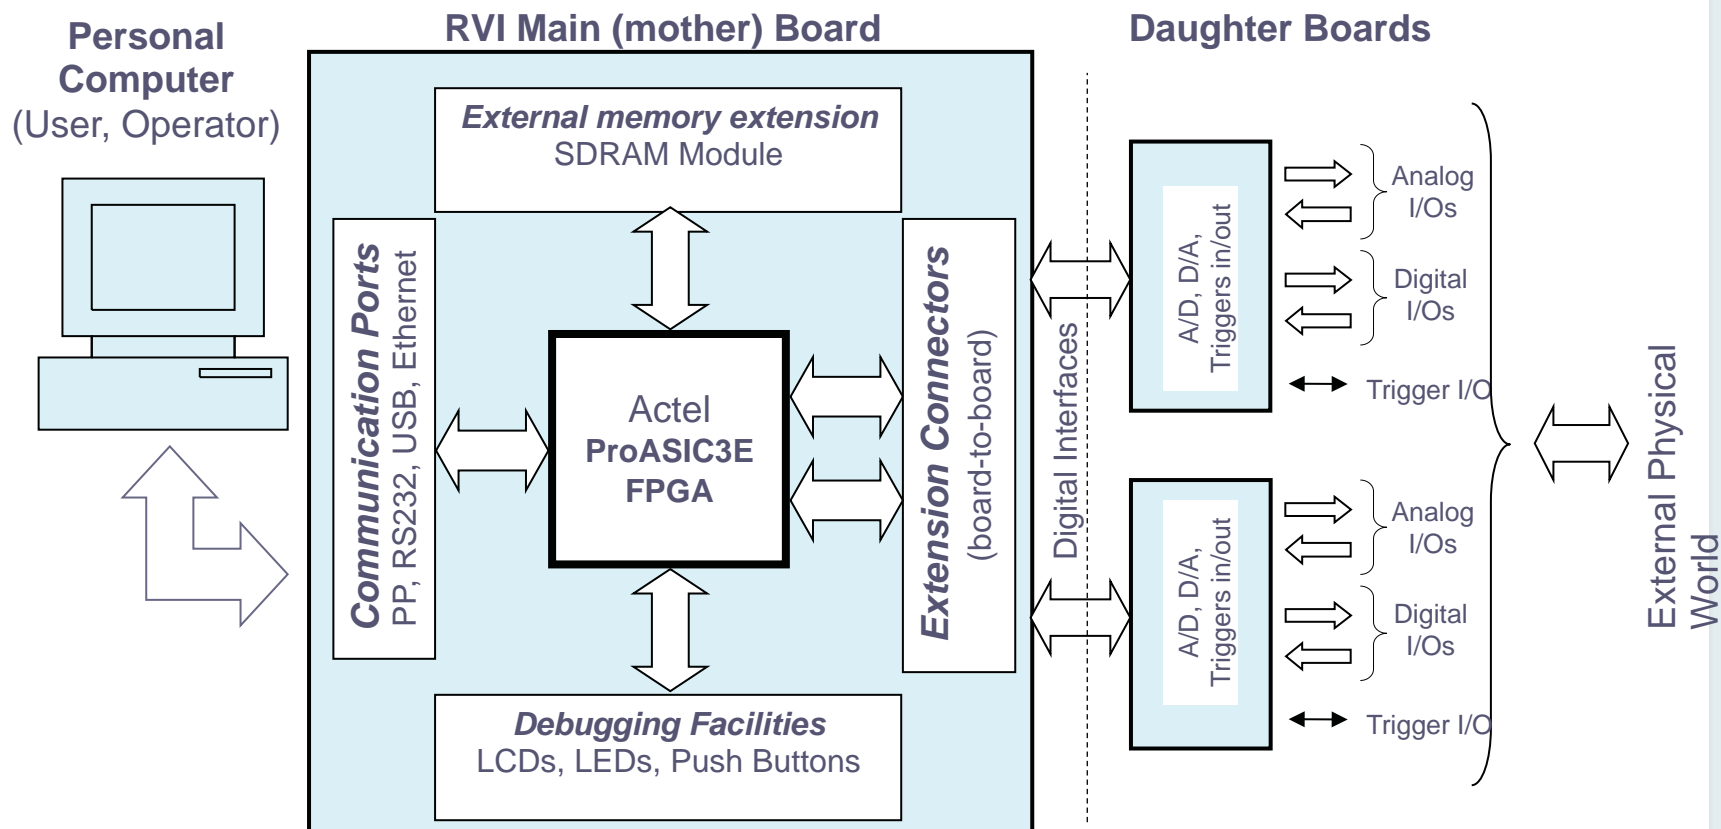 Personal
Computer
(User, Operator)
RVI Main (mother) Board
Daughter Boards
External memory extension
SDRAM Module
Communication Ports
PP, RS232, USB, Ethernet
Actel
ProASIC3E
FPGA
Extension Connectors
(board-to-board)
Debugging Facilities
LCDs, LEDs, Push Buttons
Digital Interfaces
A/D, D/A,
Triggers in/out
Analog
I/Os
Digital
I/Os
Trigger I/O
A/D, D/A,
Triggers in/out
Analog
I/Os
Digital
I/Os
Trigger I/O
External Physical
World